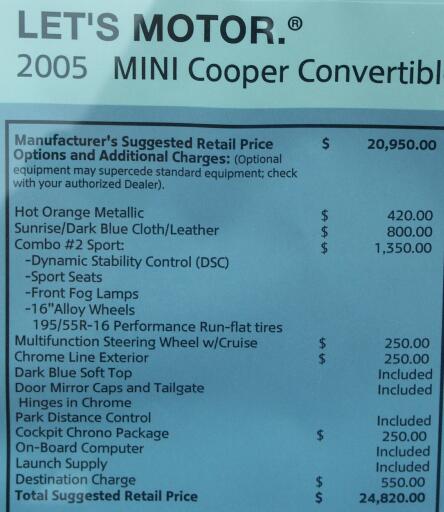 LET'S MOTOR.®
2005 MINI Cooper Convertibl
Manufacturer's Suggested Retail Price $ 20,950.00
Options and Additional Charges: (Optional
equipment may supercede standard equipment; check
with your authorized Dealer).
Hot Orange Metallic $ 420.00
Sunrise/Dark Blue Cloth/Leather $ 800.00
Combo #2 Sport: $ 1,350.00
-Dynamic Stability Control (DSC)
-Sport Seats
-Front Fog Lamps
-16"Alloy Wheels
195/55R-16 Performance Run-flat tires
Multifunction Steering Wheel w/Cruise $ 250.00
Chrome Line Exterior $ 250.00
Dark Blue Soft Top Included
Door Mirror Caps and Tailgate Included
Hinges in Chrome
Park Distance Control Included
Cockpit Chrono Package $ 250.00
On-Board Computer Included
Launch Supply Included
Destination Charge $ 550.00
Total Suggested Retail Price $ 24,820.00